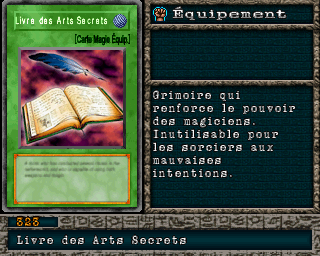 Livre des Arts Secrets
[Carte Magie Équip.]
Équipement
Grimoire qui
renforce le pouvoir
des magiciens.
Inutilisable pour
les sorciers aux
mauvaises
intentions.
323
Livre des Arts Secrets